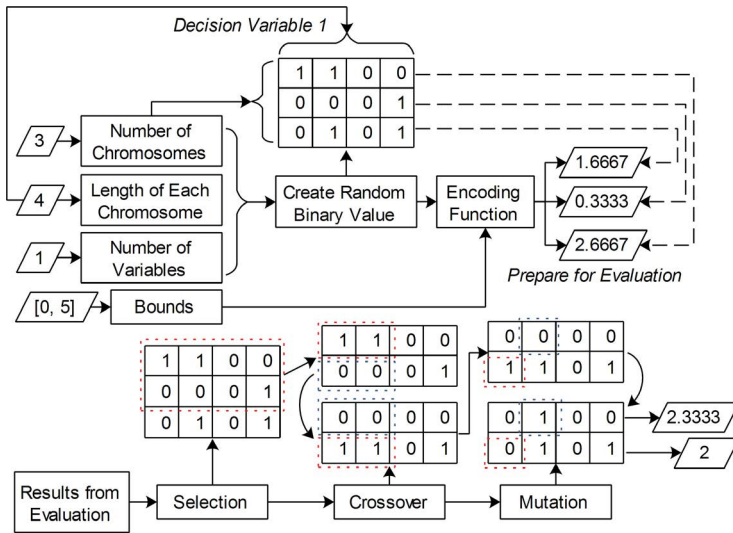 Decision Variable 1
1 1 0 0
0 0 0 1
0 1 0 1
3
Number of
Chromosomes
4
Length of Each
Chromosome
1
Number of
Variables
[0, 5]
Bounds
Create Random
Binary Value
Encoding
Function
1.6667
0.3333
2.6667
Prepare for Evaluation
1 1 0 0
0 0 0 1
0 1 0 1
1 1 0 0
0 0 0 1
0 0 0 0
1 1 0 1
0 0 0 0
1 1 0 1
0 1 0 0
0 1 0 1
2.3333
2
Results from
Evaluation
Selection
Crossover
Mutation